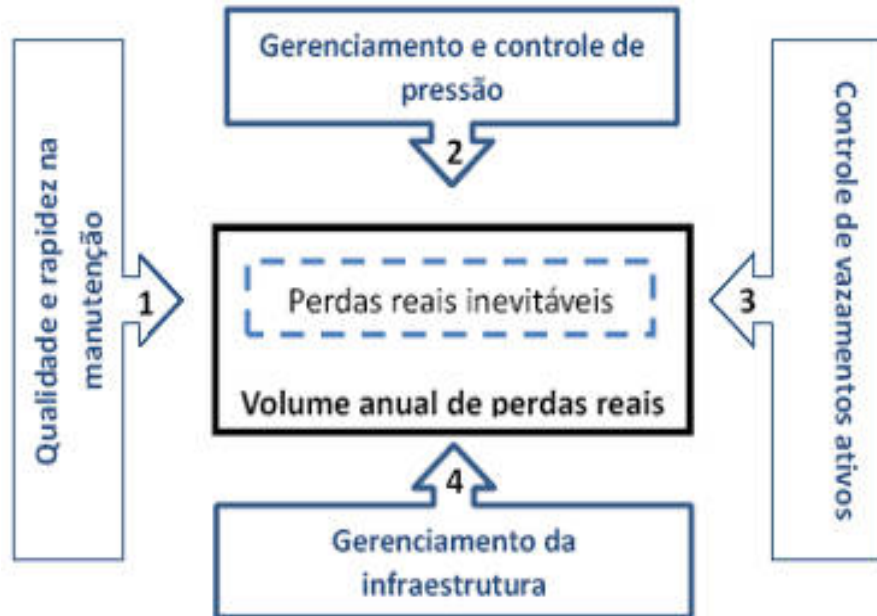 Gerenciamento e controle de
pressão
2
Qualidade e rapidez na
manutenção
1
Perdas reais inevitáveis
Volume anual de perdas reais
3
Controle de vazamentos ativos
4
Gerenciamento da
infraestrutura